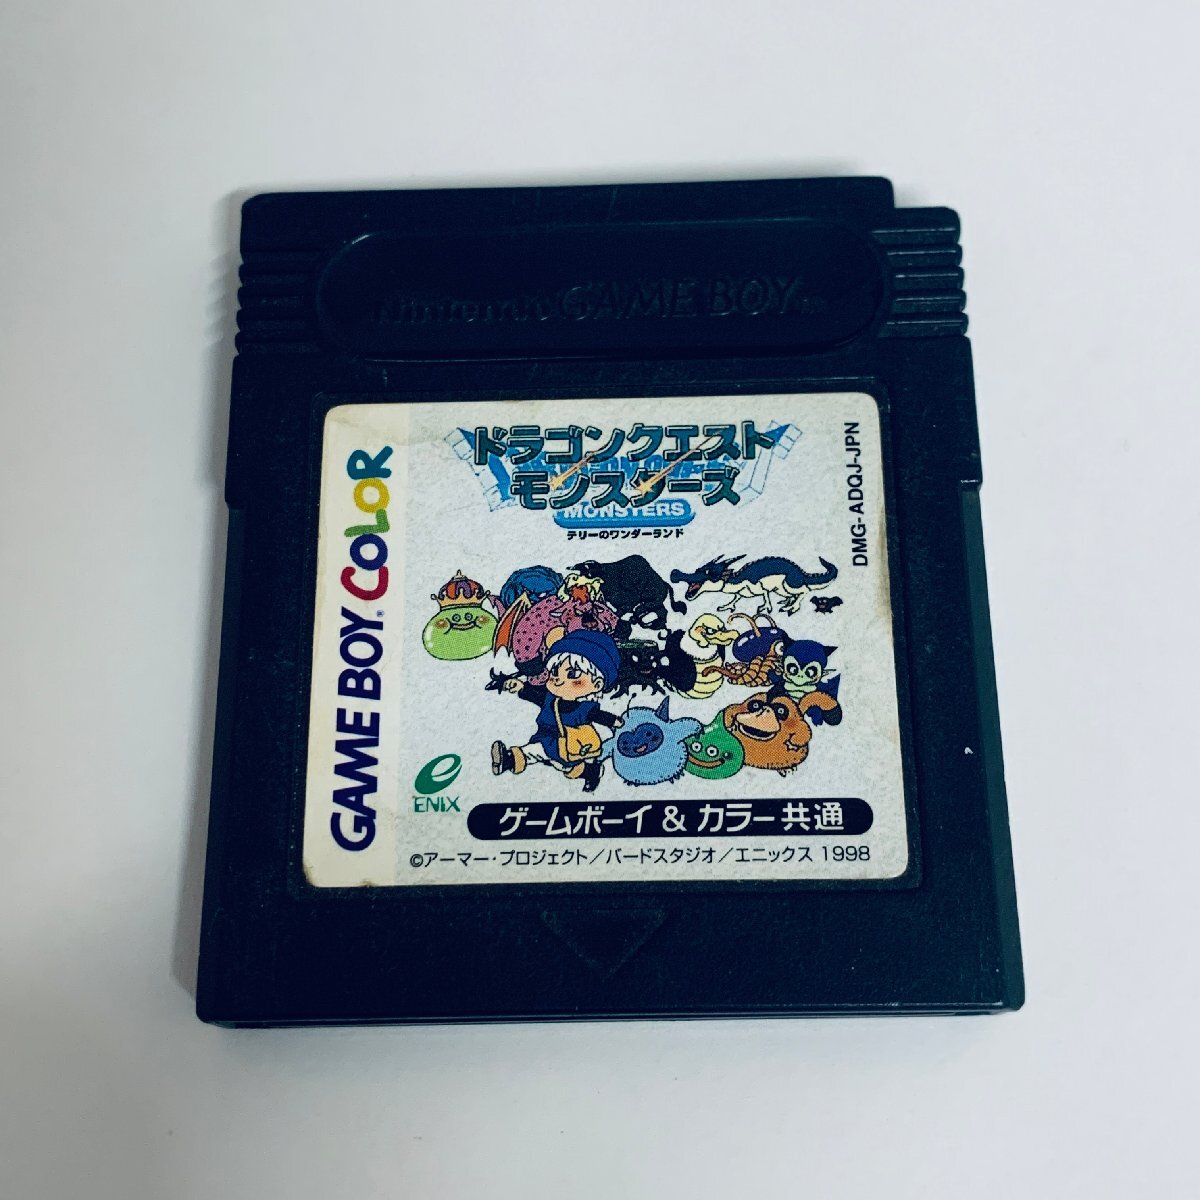 Nintendo GAME BOY TM
GAME BOY COLOR
ドラゴンクエスト
モンスターズ
MONSTERS
テリーのワンダーランド
DMG-ADQJ-JPN
ENIX
ゲームボーイ & カラー共通
©アーマー・プロジェクト/バードスタジオ/エニックス 1998